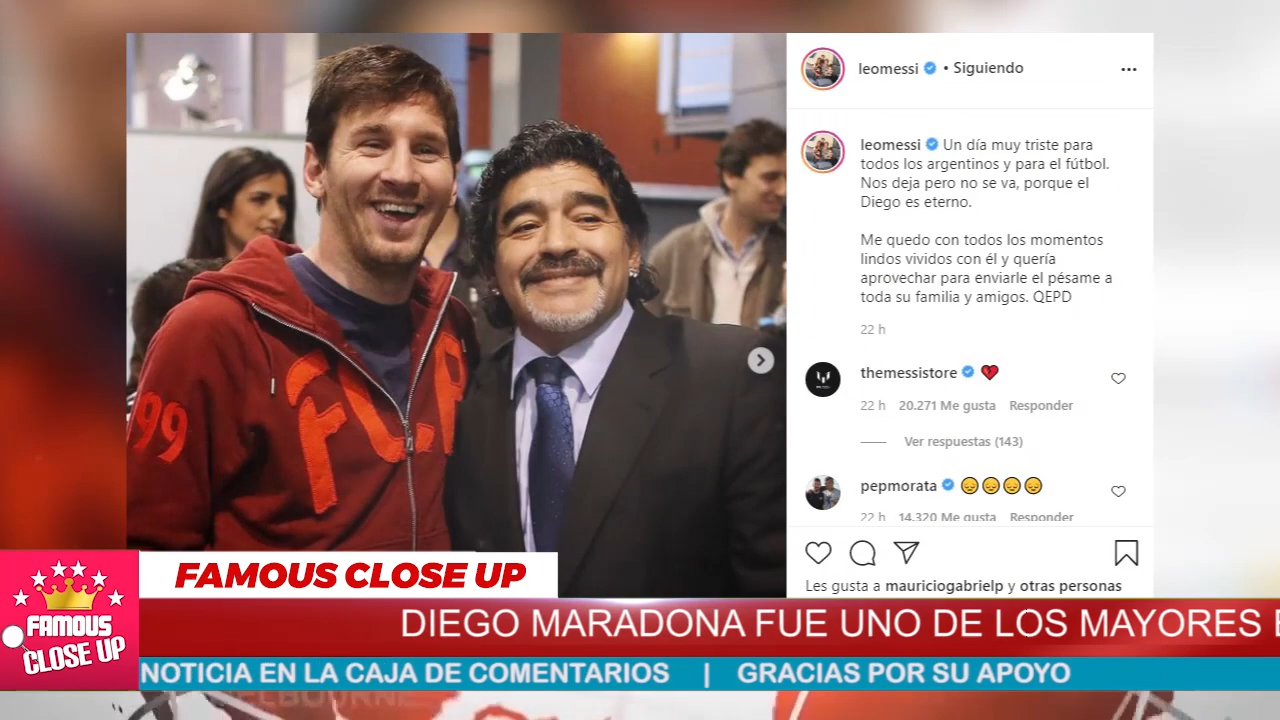 leomessi • Siguiendo
leomessi Un día muy triste para
todos los argentinos y para el fútbol.
Nos deja pero no se va, porque el
Diego es eterno.
Me quedo con todos los momentos
lindos vividos con él y quería
aprovechar para enviarle el pésame a
toda su familia y amigos. QEPD
22 h
themessistore
22 h 20.271 Me gusta Responder
Ver respuestas (143)
pepmorata
22 h 14.320 Me gusta Responder
Les gusta a mauriciogabrielp y otras personas
99
FCP
FAMOUS CLOSE UP
FAMOUS
CLOSE UP
DIEGO MARADONA FUE UNO DE LOS MAYORES
NOTICIA EN LA CAJA DE COMENTARIOS | GRACIAS POR SU APOYO